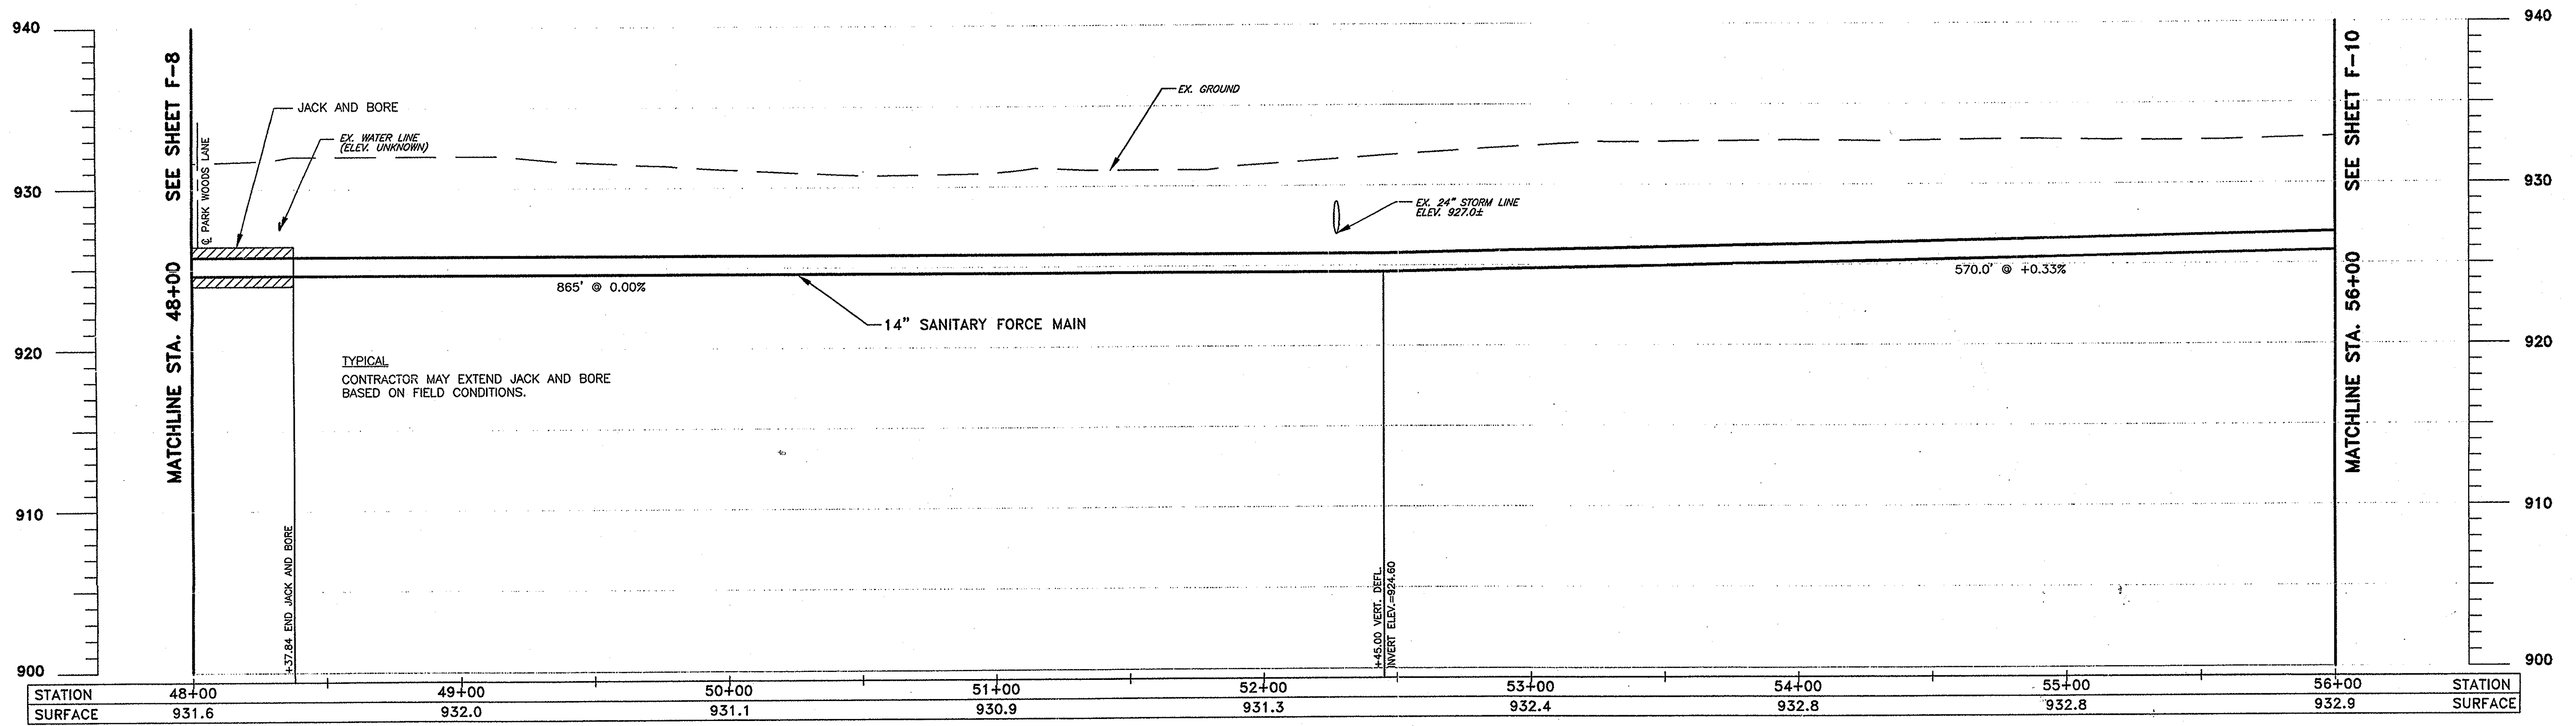 940
940
SEE SHEET F-8
SEE SHEET F-10
JACK AND BORE
EX. WATER LINE
(ELEV. UNKNOWN)
EX. GROUND
℄ PARK WOODS LANE
930
930
EX. 24" STORM LINE
ELEV. 927.0±
MATCHLINE STA. 48+00
MATCHLINE STA. 56+00
865' @ 0.00%
570.0' @ +0.33%
14" SANITARY FORCE MAIN
920
920
TYPICAL
CONTRACTOR MAY EXTEND JACK AND BORE
BASED ON FIELD CONDITIONS.
910
910
+37.84 END JACK AND BORE
+45.00 VERT. DEFL.
INVERT ELEV.=924.60
900
900
STATION 48+00 49+00 50+00 51+00 52+00 53+00 54+00 55+00 56+00 STATION
SURFACE 931.6 932.0 931.1 930.9 931.3 932.4 932.8 932.8 932.9 SURFACE